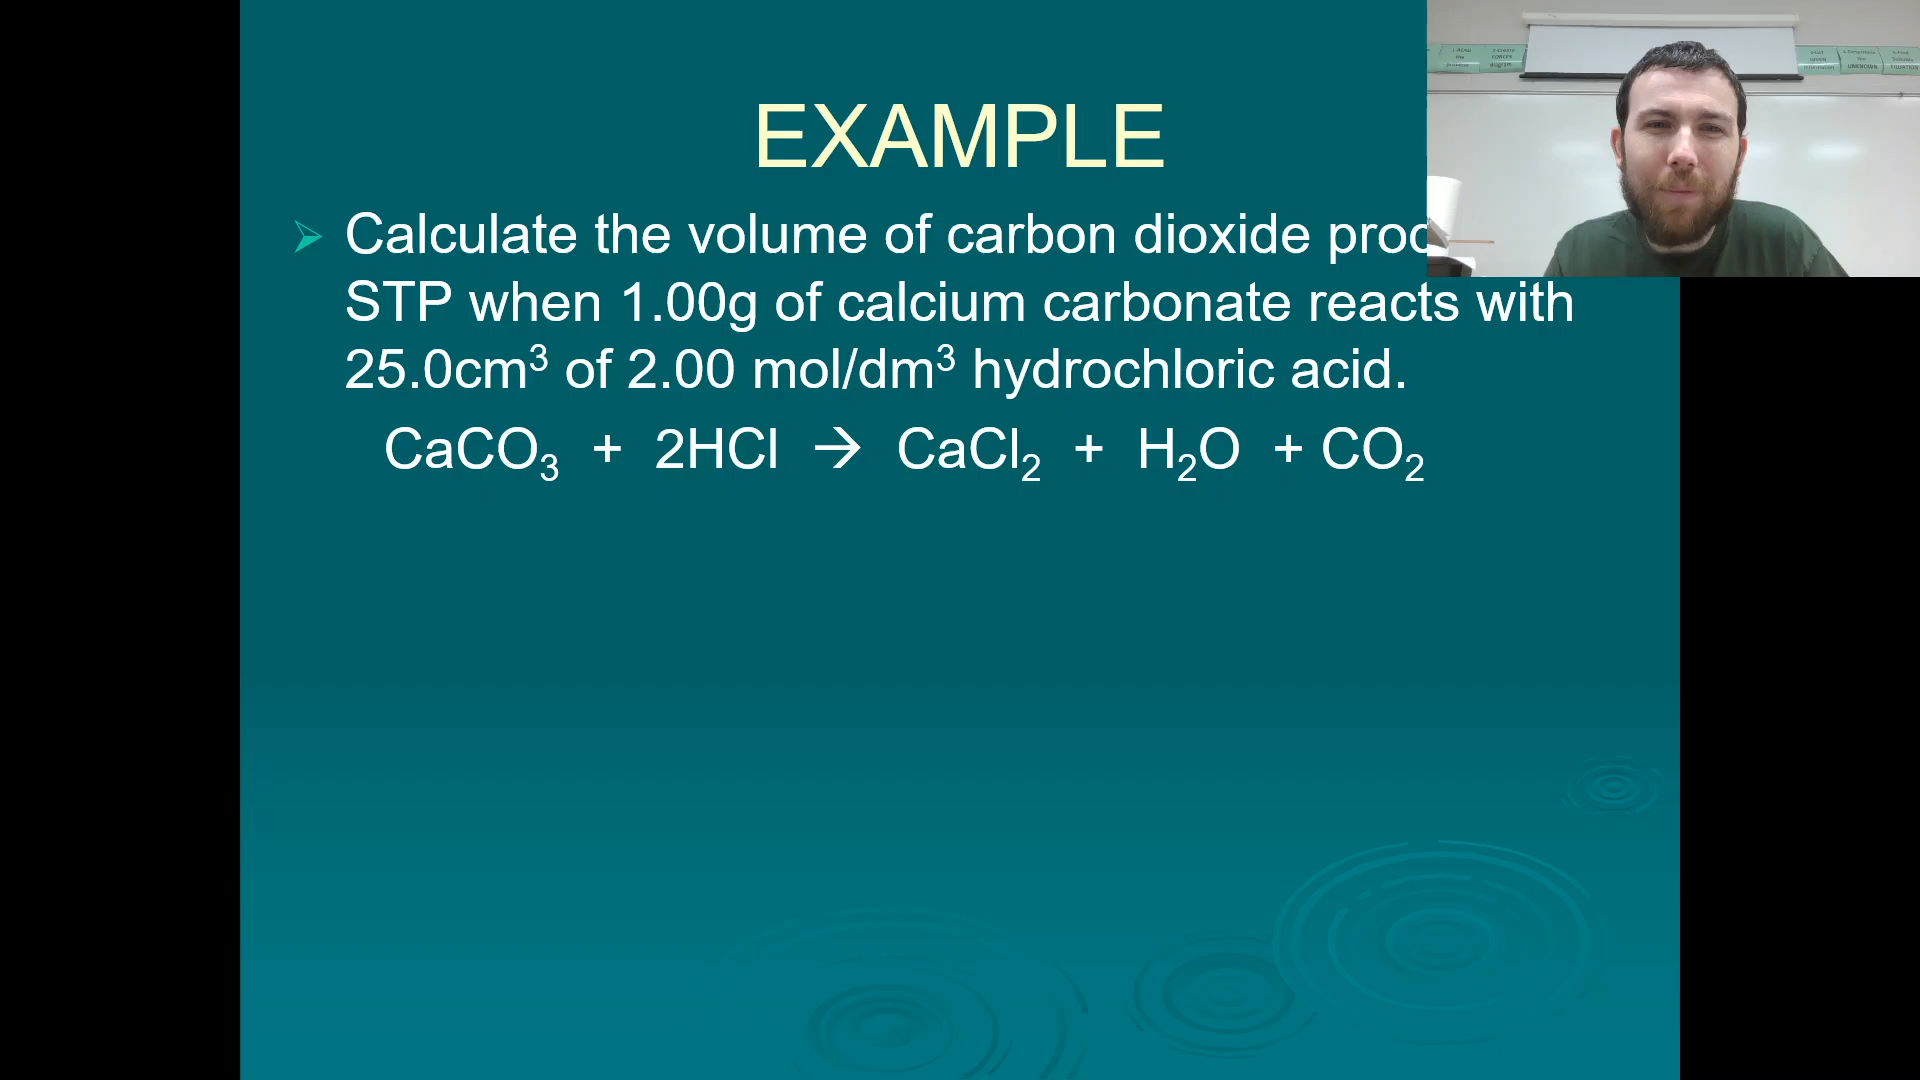 EXAMPLE
Calculate the volume of carbon dioxide
STP when 1.00g of calcium carbonate reacts with
25.0cm³ of 2.00 mol/dm³ hydrochloric acid.
CaCO₃ + 2HCl → CaCl₂ + H₂O + CO₂